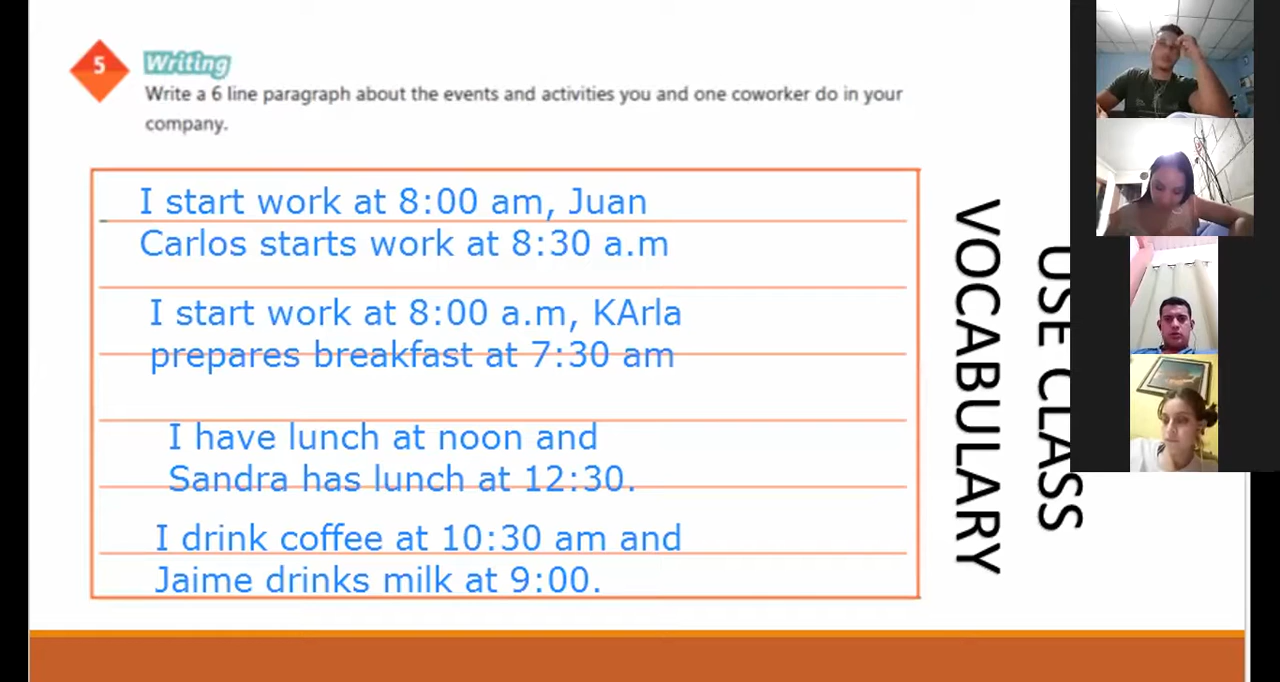 5
Writing
Write a 6 line paragraph about the events and activities you and one coworker do in your
company.
I start work at 8:00 am, Juan
Carlos starts work at 8:30 a.m
I start work at 8:00 a.m, KArla
prepares breakfast at 7:30 am
I have lunch at noon and
Sandra has lunch at 12:30.
I drink coffee at 10:30 am and
Jaime drinks milk at 9:00.
USE CLASS
VOCABULARY